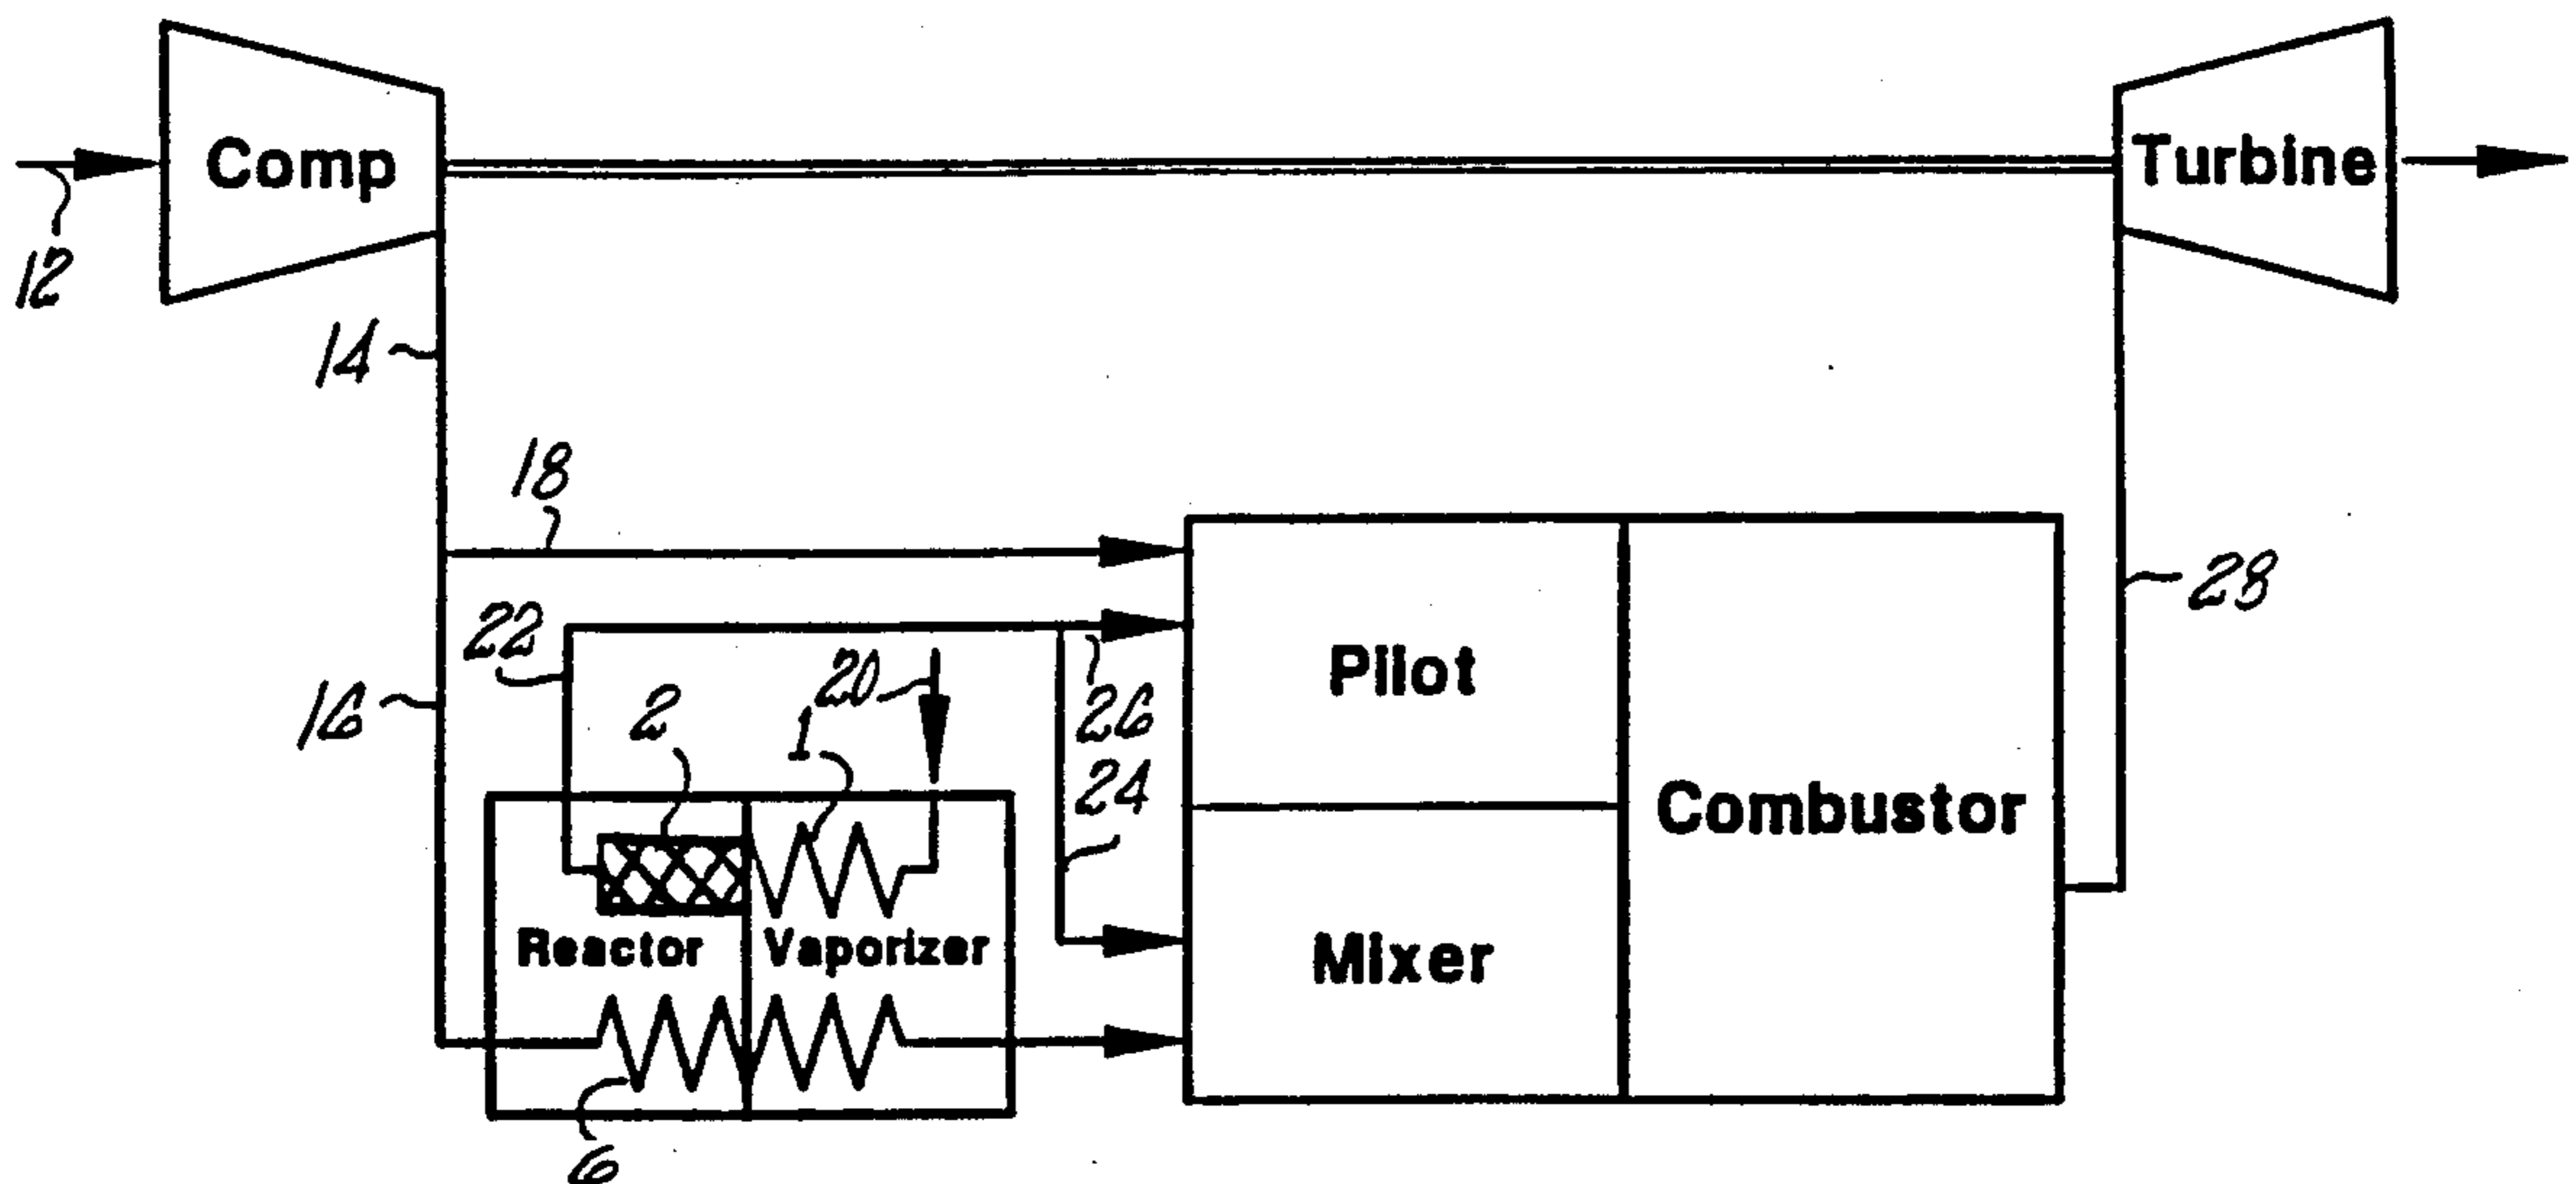 Comp
Turbine
12
14
18
22
20
26
28
16
2
1
24
Pilot
Combustor
Reactor
Vaporizer
Mixer
6